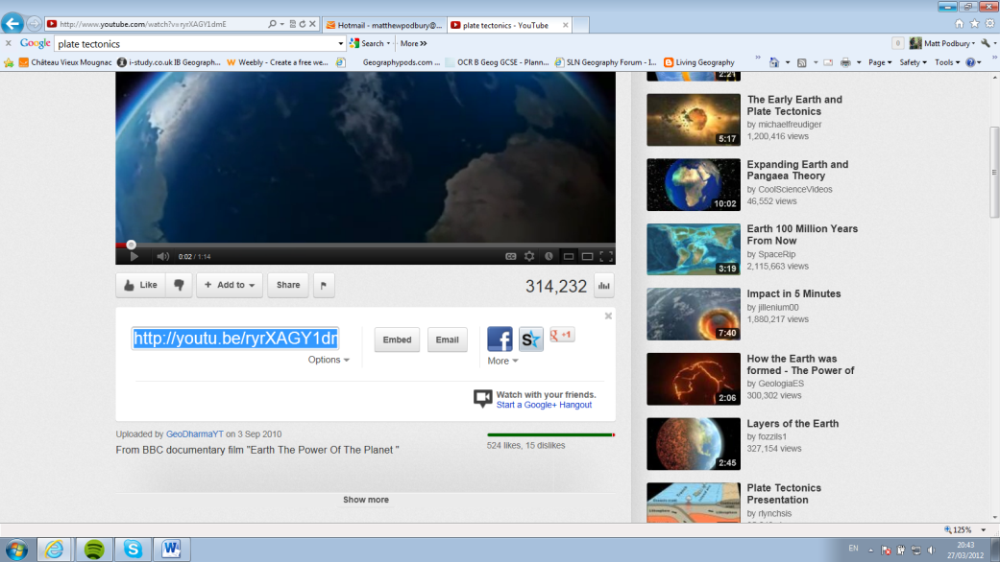 http://www.youtube.com/watch?v=ryrXAGY1dmE
Hotmail - matthewpodbury@...
plate tectonics - YouTube
x Google plate tectonics
Search
More »
0
Matt Podbury
Château Vieux Mougnac
i-study.co.uk IB Geograph...
Weebly - Create a free we...
Geographypods.com ...
OCR B Geog GCSE - Plann...
SLN Geography Forum - I...
Living Geography
Page
Safety
Tools
0:02 / 1:14
Like
+ Add to
Share
314,232
http://youtu.be/ryrXAGY1dr
Options
Embed
Email
f
S
g +1
More
Watch with your friends.
Start a Google+ Hangout
Uploaded by GeoDharmaYT on 3 Sep 2010
From BBC documentary film "Earth The Power Of The Planet "
524 likes, 15 dislikes
Show more
2:21
5:17
The Early Earth and
Plate Tectonics
by michaelfreudiger
1,200,416 views
10:02
Expanding Earth and
Pangaea Theory
by CoolScienceVideos
46,552 views
3:19
Earth 100 Million Years
From Now
by SpaceRip
2,115,663 views
7:40
Impact in 5 Minutes
by jillenium00
1,880,217 views
2:06
How the Earth was
formed - The Power of
by GeologiaES
300,302 views
2:45
Layers of the Earth
by fozzils1
327,154 views
Plate Tectonics
Presentation
by rlynchsis
125%
EN
20:43
27/03/2012